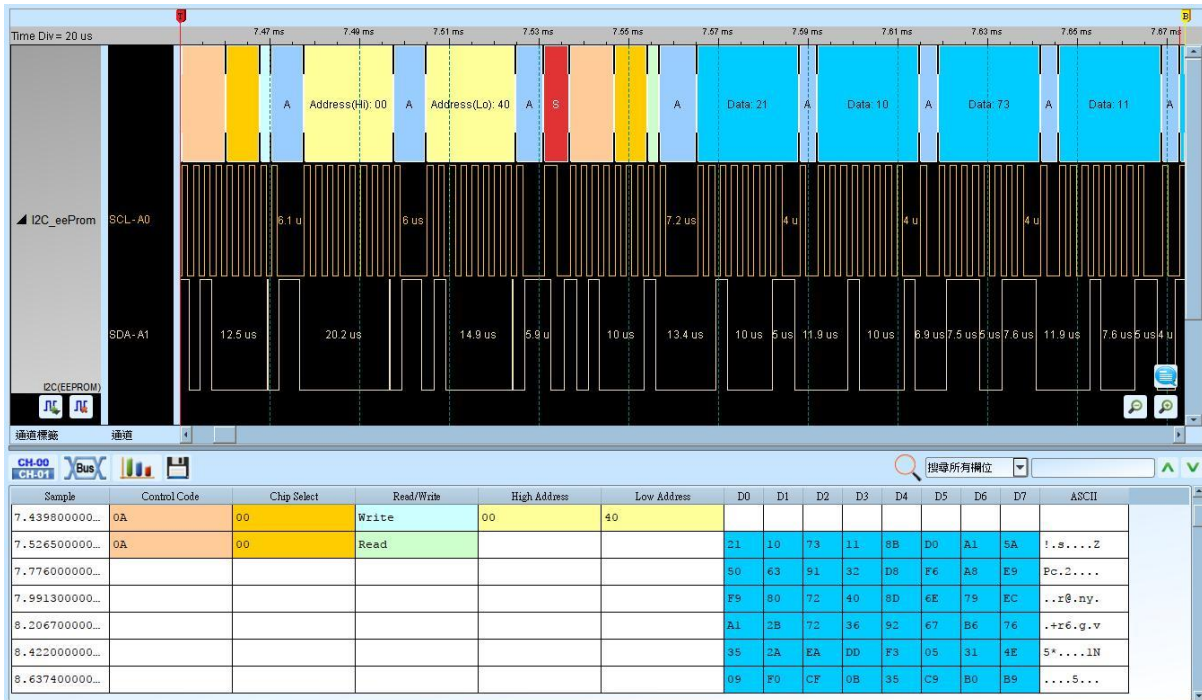 T B
Time Div = 20 us 7.47 ms 7.49 ms 7.51 ms 7.53 ms 7.55 ms 7.57 ms 7.59 ms 7.61 ms 7.63 ms 7.65 ms 7.67 ms
A Address(Hi): 00 A Address(Lo): 40 A S A Data: 21 A Data: 10 A Data: 73 A Data: 11 A
I2C_eeProm SCL-A0 6.1 u 6 us 7.2 us 4 u 4 u 4 u
SDA-A1 12.5 us 20.2 us 14.9 us 5.9 u 10 us 13.4 us 10 us 5 us 11.9 us 10 us 6.9 us 7.5 us 5 us 7.6 us 11.9 us 7.6 us 5 us 4 u
I2C(EEPROM)
通道標籤 通道
CH-00 CH-01 Bus 搜尋所有欄位
Sample Control Code Chip Select Read/Write High Address Low Address D0 D1 D2 D3 D4 D5 D6 D7 ASCII
7.439800000... 0A 00 Write 00 40
7.526500000... 0A 00 Read 21 10 73 11 8B D0 A1 5A !.s....Z
7.776000000... 50 63 91 32 D8 F6 A8 E9 Pc.2....
7.991300000... F9 80 72 40 8D 6E 79 EC ..r@.ny.
8.206700000... A1 2B 72 36 92 67 B6 76 .+r6.g.v
8.422000000... 35 2A EA DD F3 05 31 4E 5*....1N
8.637400000... 09 F0 CF 0B 35 C9 B0 B9 ....5...